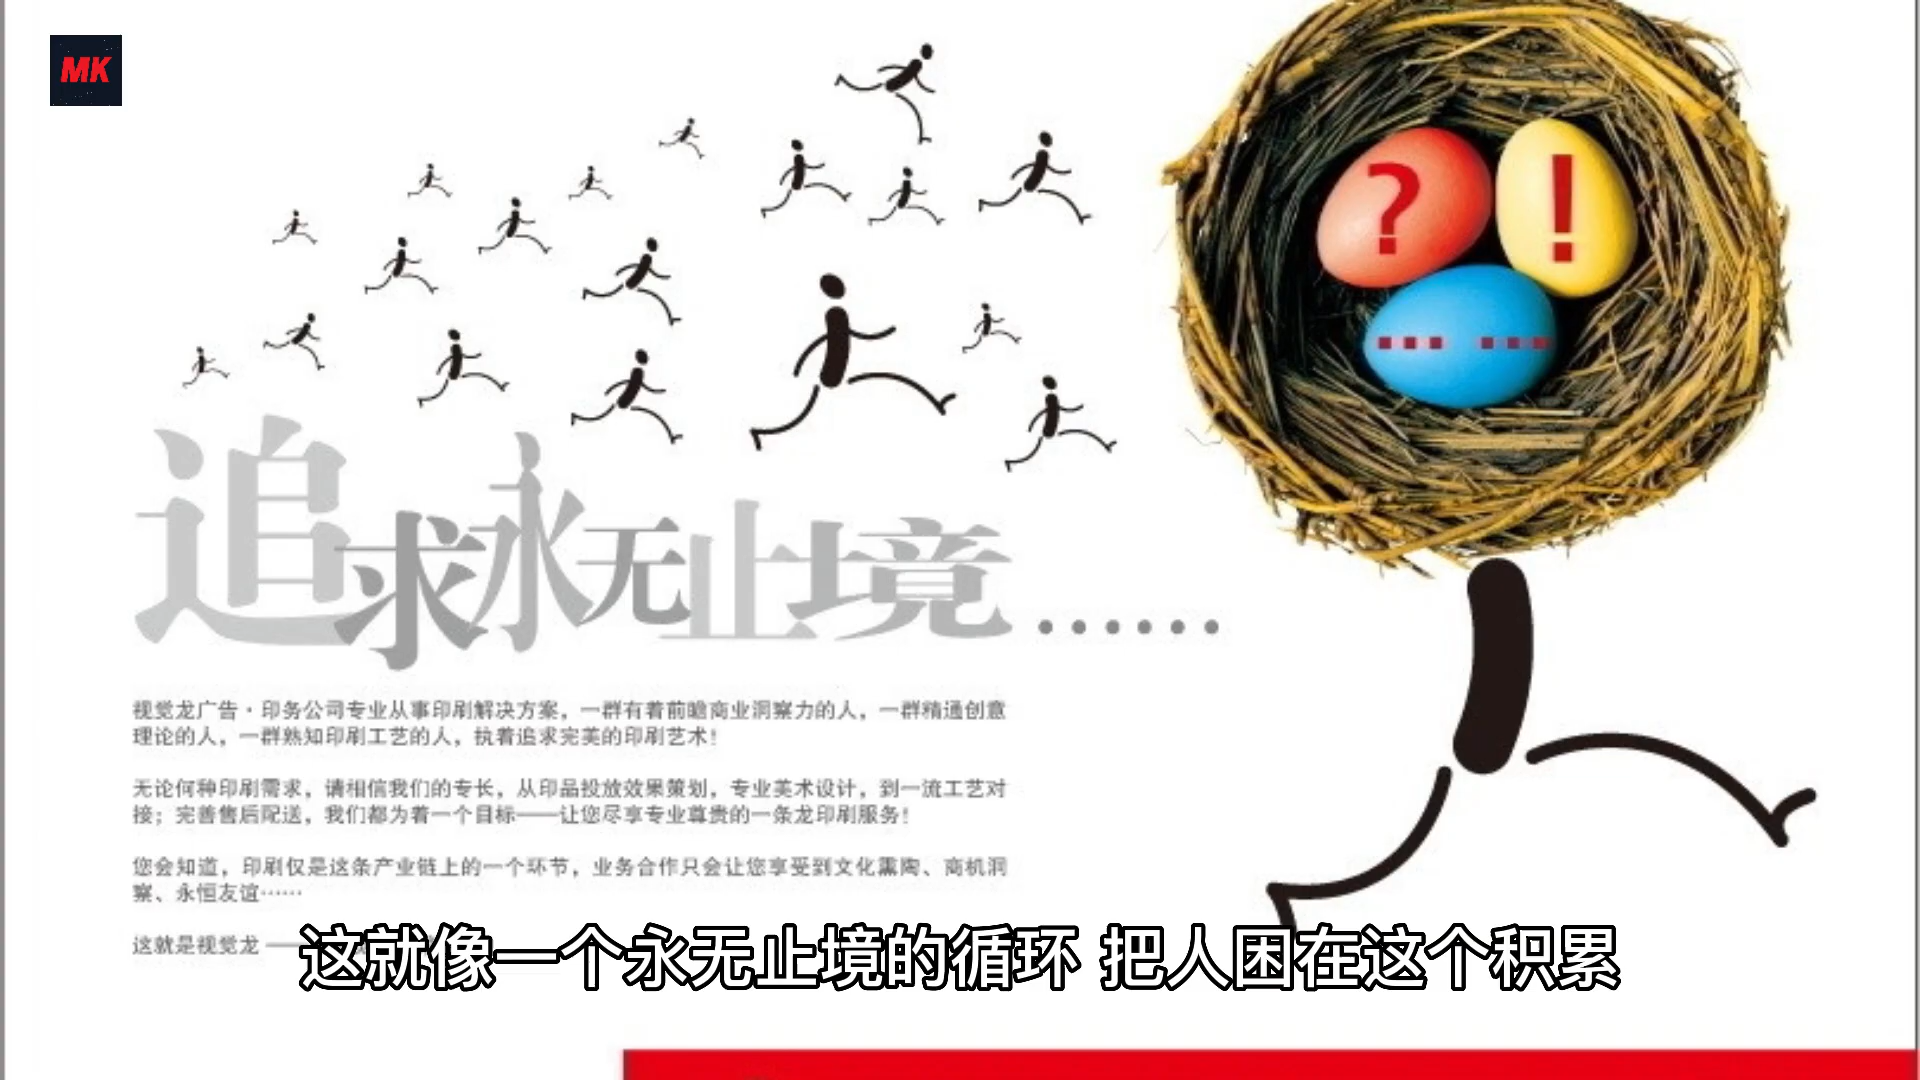 MK
? !
... ...
追求永无止境......
视觉龙广告·印务公司专业从事印刷解决方案，一群有着前瞻商业洞察力的人，一群精通创意
理论的人，一群熟知印刷工艺的人，执着追求完美的印刷艺术！
无论何种印刷需求，请相信我们的专长，从印品投放效果策划，专业美术设计，到一流工艺对
接；完善售后配送，我们都为着一个目标——让您尽享专业尊贵的一条龙印刷服务！
您会知道，印刷仅是这条产业链上的一个环节，业务合作只会让您享受到文化熏陶、商机洞
察、永恒友谊……
这就是视觉龙 —
这就像一个永无止境的循环 把人困在这个积累